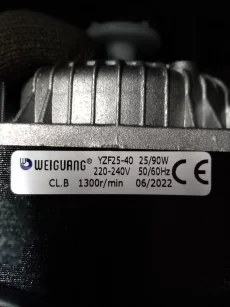 WEIGUANG® YZF25-40 25/90W
220-240V 50/60Hz CE
CL.B 1300r/min 06/2022